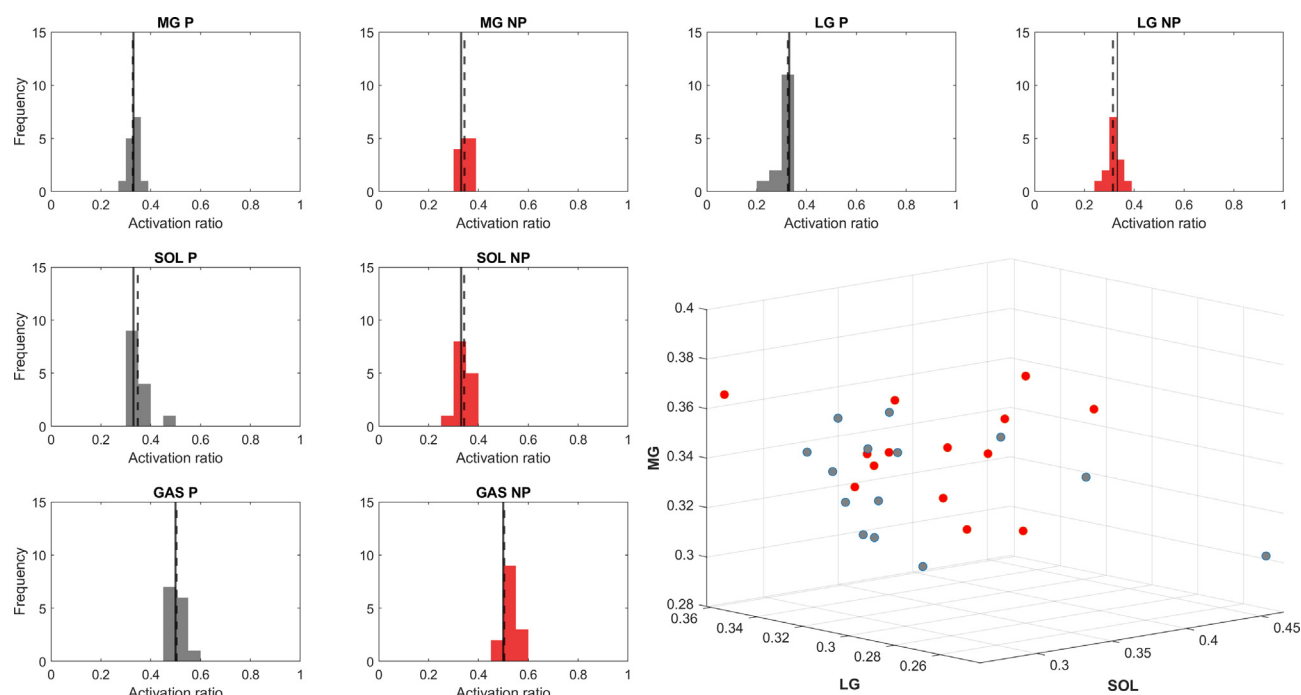 MG P
MG NP
LG P
LG NP
15
10
5
0
Frequency
0 0.2 0.4 0.6 0.8 1
Activation ratio
15
10
5
0
0 0.2 0.4 0.6 0.8 1
Activation ratio
15
10
5
0
0 0.2 0.4 0.6 0.8 1
Activation ratio
15
10
5
0
0 0.2 0.4 0.6 0.8 1
Activation ratio
SOL P
SOL NP
15
10
5
0
Frequency
0 0.2 0.4 0.6 0.8 1
Activation ratio
15
10
5
0
0 0.2 0.4 0.6 0.8 1
Activation ratio
GAS P
GAS NP
15
10
5
0
Frequency
0 0.2 0.4 0.6 0.8 1
Activation ratio
15
10
5
0
0 0.2 0.4 0.6 0.8 1
Activation ratio
0.4
0.38
0.36
0.34
0.32
0.3
0.28
MG
0.36 0.34 0.32 0.3 0.28 0.26
LG
0.3 0.35 0.4 0.45
SOL